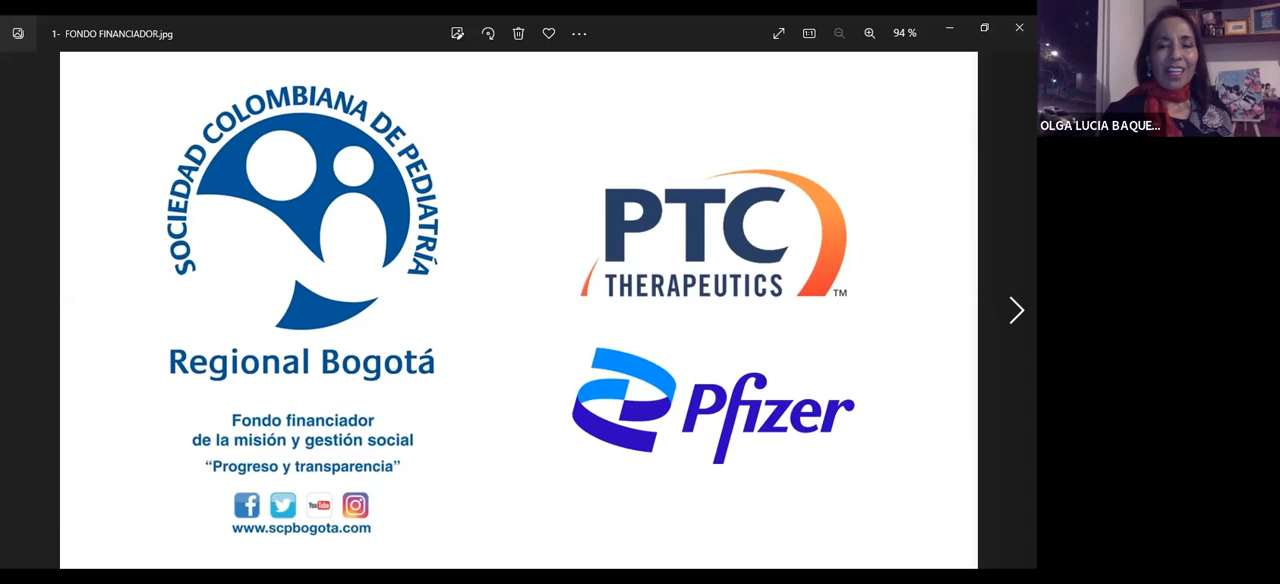 1- FONDO FINANCIADOR.jpg
94 %
OLGA LUCIA BAQUE...
SOCIEDAD COLOMBIANA DE PEDIATRÍA
Regional Bogotá
Fondo financiador
de la misión y gestión social
“Progreso y transparencia”
YouTube
www.scpbogota.com
PTC
THERAPEUTICS
TM
Pfizer